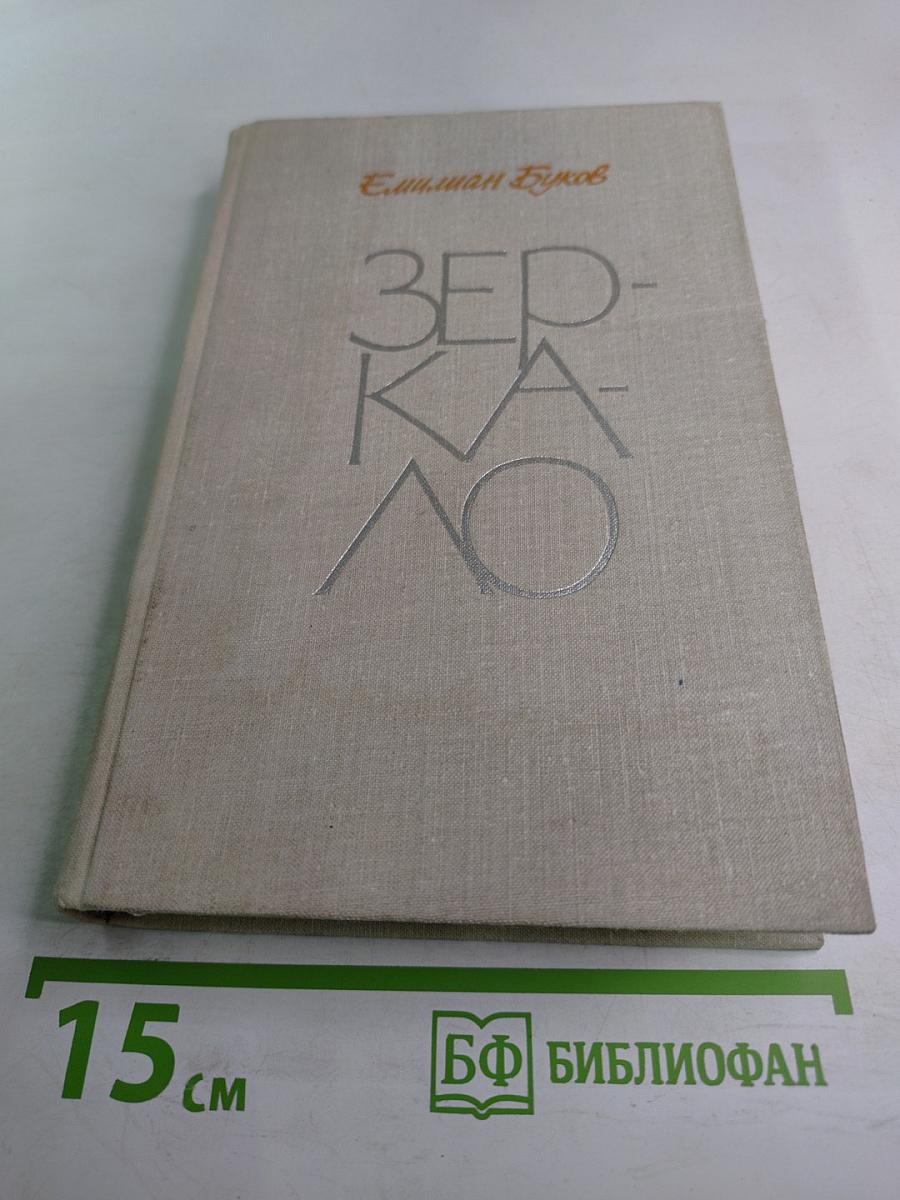 Емилиан Буков
ЗЕР-
КА-
ЛО
15 см
БФ БИБЛИОФАН